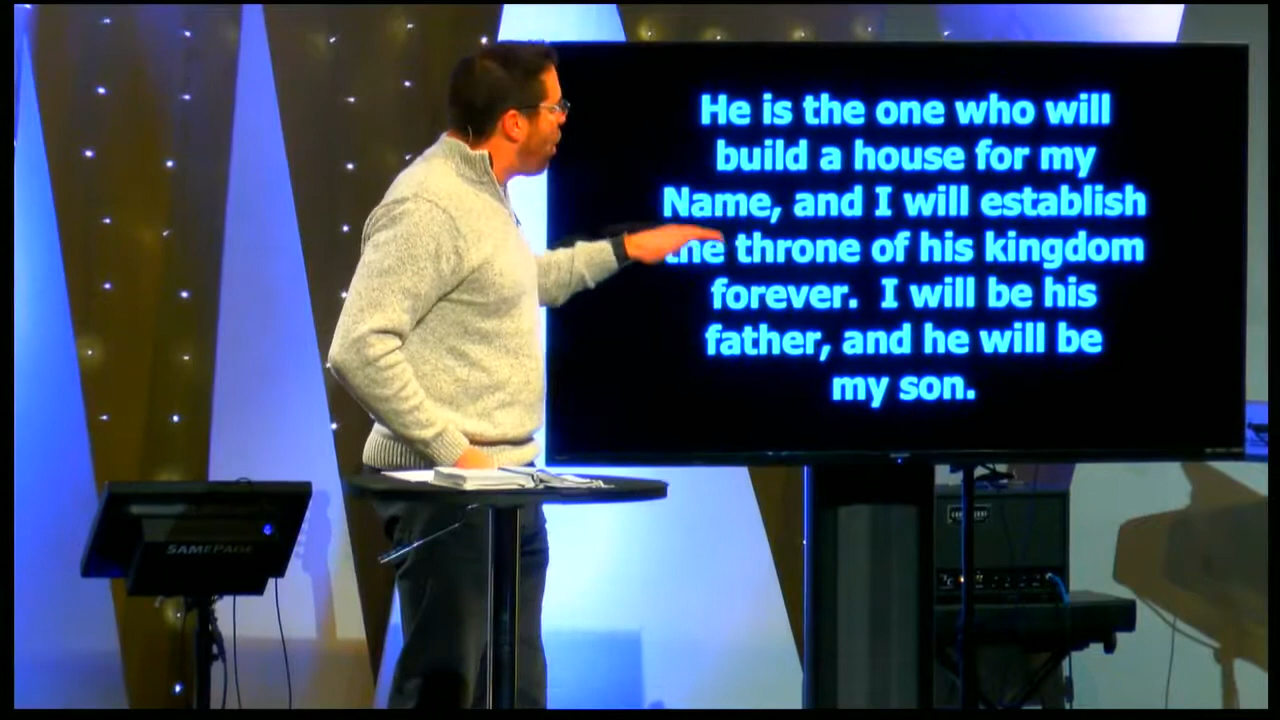 He is the one who will
build a house for my
Name, and I will establish
the throne of his kingdom
forever. I will be his
father, and he will be
my son.
SAMEPAGE